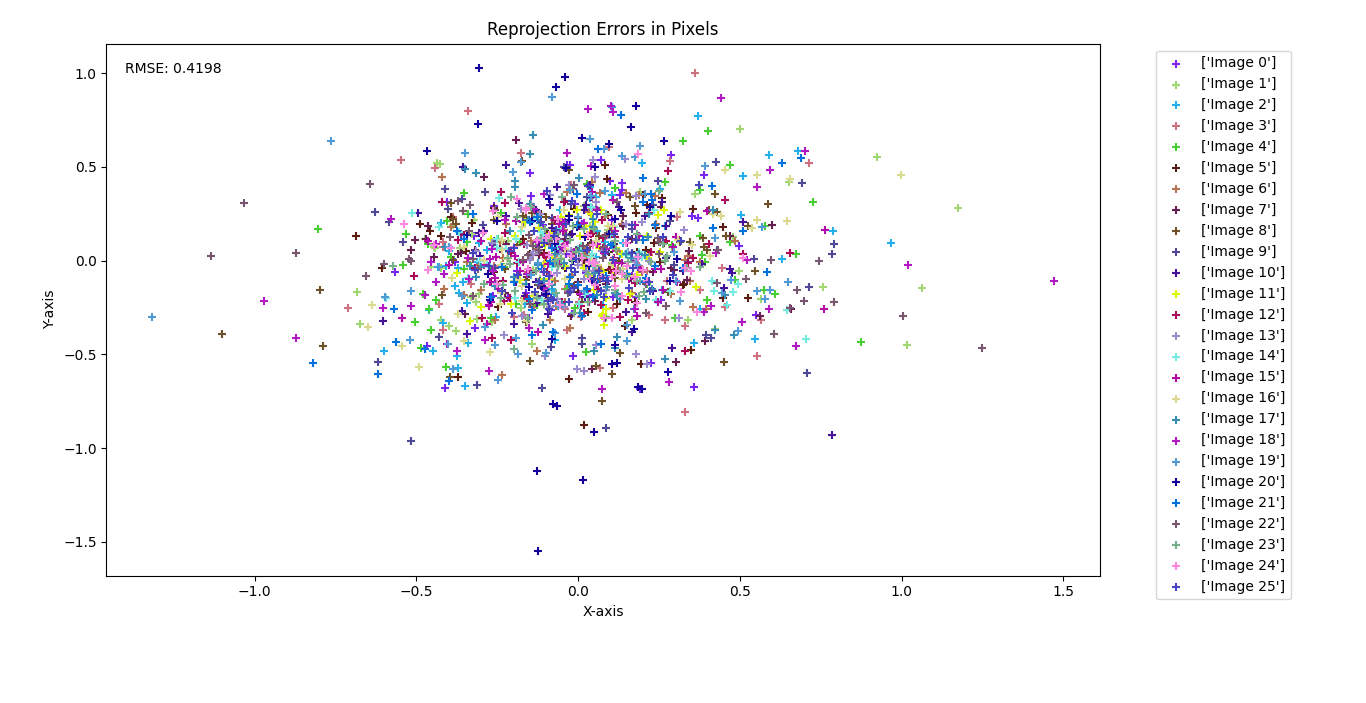 Reprojection Errors in Pixels
RMSE: 0.4198
1.0
0.5
0.0
−0.5
−1.0
−1.5
Y-axis
−1.0
−0.5
0.0
0.5
1.0
1.5
X-axis
['Image 0']
['Image 1']
['Image 2']
['Image 3']
['Image 4']
['Image 5']
['Image 6']
['Image 7']
['Image 8']
['Image 9']
['Image 10']
['Image 11']
['Image 12']
['Image 13']
['Image 14']
['Image 15']
['Image 16']
['Image 17']
['Image 18']
['Image 19']
['Image 20']
['Image 21']
['Image 22']
['Image 23']
['Image 24']
['Image 25']